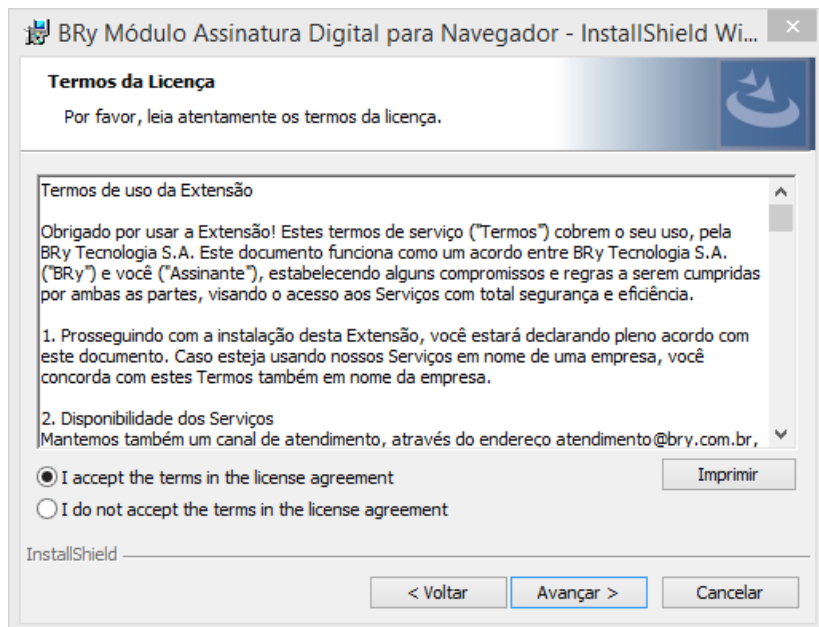 BRy Módulo Assinatura Digital para Navegador - InstallShield Wi...
Termos da Licença
Por favor, leia atentamente os termos da licença.
Termos de uso da Extensão
Obrigado por usar a Extensão! Estes termos de serviço ("Termos") cobrem o seu uso, pela
BRy Tecnologia S.A. Este documento funciona como um acordo entre BRy Tecnologia S.A.
("BRy") e você ("Assinante"), estabelecendo alguns compromissos e regras a serem cumpridas
por ambas as partes, visando o acesso aos Serviços com total segurança e eficiência.
1. Prosseguindo com a instalação desta Extensão, você estará declarando pleno acordo com
este documento. Caso esteja usando nossos Serviços em nome de uma empresa, você
concorda com estes Termos também em nome da empresa.
2. Disponibilidade dos Serviços
Mantemos também um canal de atendimento, através do endereço atendimento@bry.com.br,
I accept the terms in the license agreement
Imprimir
I do not accept the terms in the license agreement
InstallShield
< Voltar
Avançar >
Cancelar